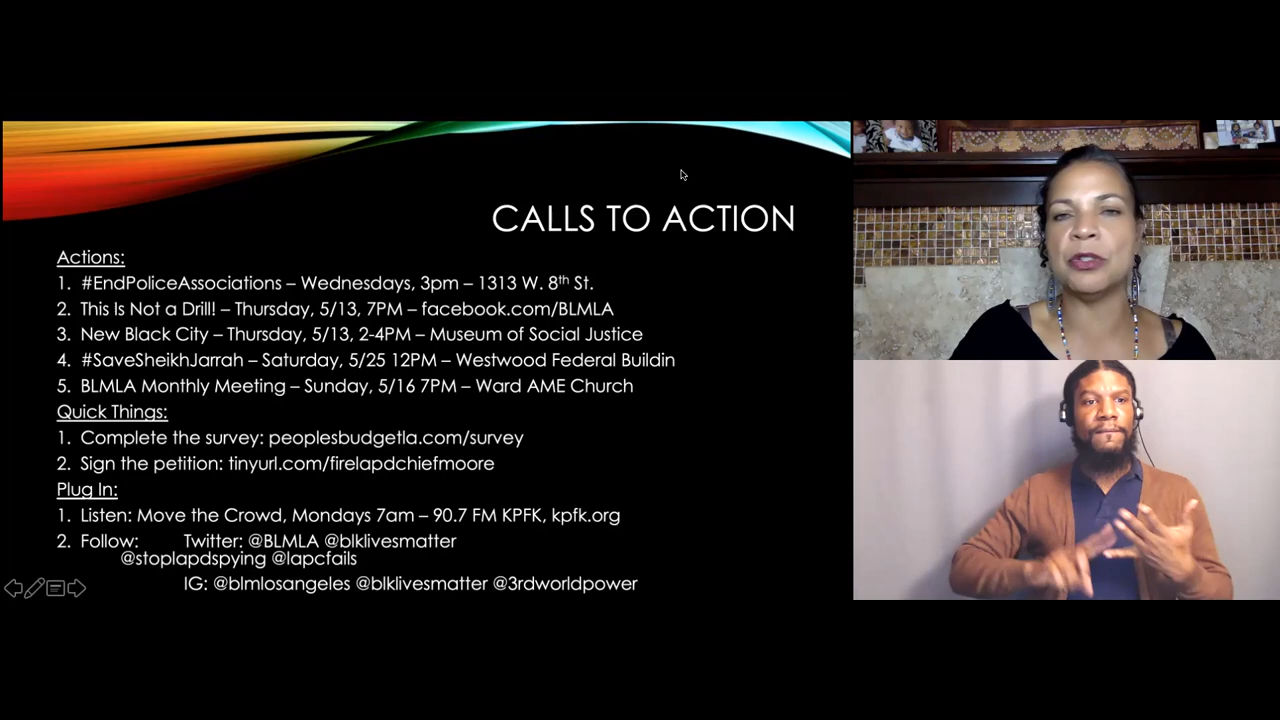 CALLS TO ACTION
Actions:
1. #EndPoliceAssociations – Wednesdays, 3pm – 1313 W. 8th St.
2. This Is Not a Drill! – Thursday, 5/13, 7PM – facebook.com/BLMLA
3. New Black City – Thursday, 5/13, 2-4PM – Museum of Social Justice
4. #SaveSheikhJarrah – Saturday, 5/25 12PM – Westwood Federal Buildin
5. BLMLA Monthly Meeting – Sunday, 5/16 7PM – Ward AME Church
Quick Things:
1. Complete the survey: peoplesbudgetla.com/survey
2. Sign the petition: tinyurl.com/firelapdchiefmoore
Plug In:
1. Listen: Move the Crowd, Mondays 7am – 90.7 FM KPFK, kpfk.org
2. Follow: Twitter: @BLMLA @blklivesmatter
@stoplapdspying @lapcfails
IG: @blmlosangeles @blklivesmatter @3rdworldpower